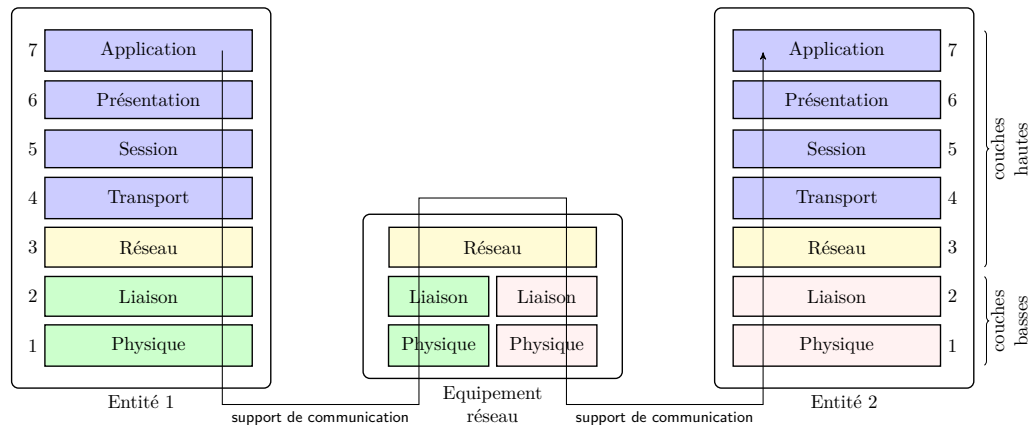 7 Application
6 Présentation
5 Session
4 Transport
3 Réseau
2 Liaison
1 Physique
Entité 1
support de communication
Réseau
Liaison Liaison
Physique Physique
Equipement
réseau
support de communication
Application 7
Présentation 6
Session 5
Transport 4
Réseau 3
Liaison 2
Physique 1
Entité 2
couches
hautes
couches
basses